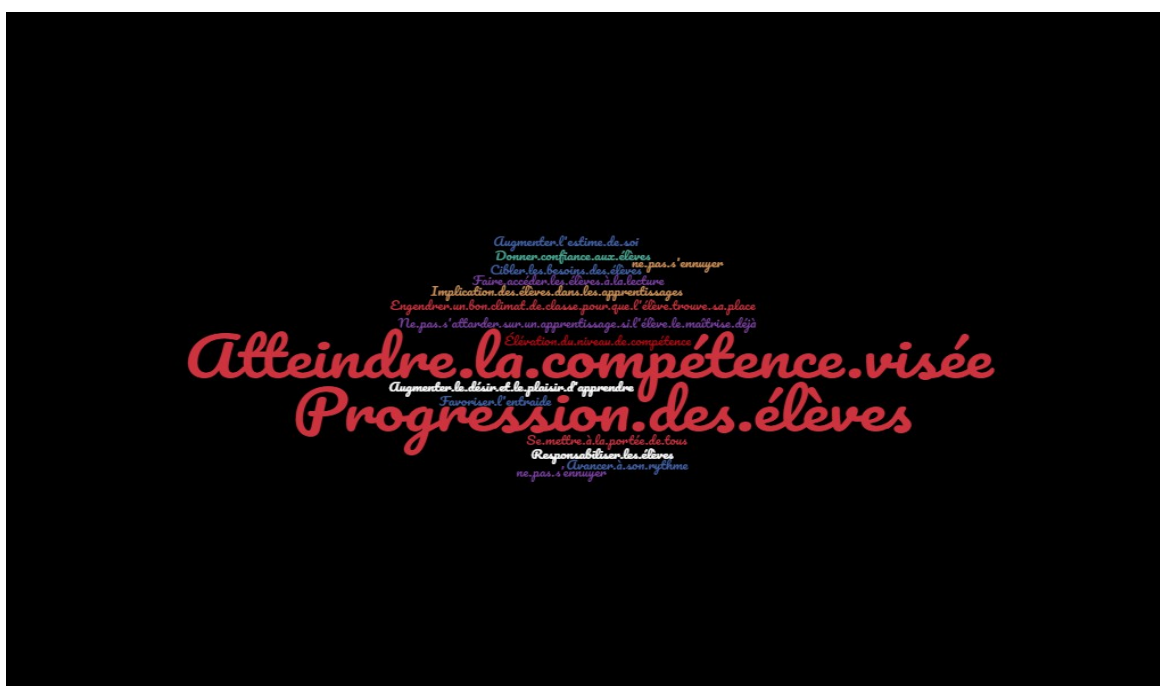 Augmenter.l'estime.de.soi
Donner.confiance.aux.élèves
ne.pas.s'ennuyer
Cibler.les.besoins.des.élèves
Faire.accéder.les.élèves.à.la.lecture
Implication.des.élèves.dans.les.apprentissages
Engendrer.un.bon.climat.de.classe.pour.que.l'élève.trouve.sa.place
Ne.pas.s'attarder.sur.un.apprentissage.si.l'élève.le.maîtrise.déjà
Élévation.du.niveau.de.compétence
Atteindre.la.compétence.visée
Augmenter.le.désir.et.le.plaisir.d'apprendre
Favoriser.l'entraide
Progression.des.élèves
Se.mettre.à.la.portée.de.tous
Responsabiliser.les.élèves
Avancer.à.son.rythme
ne.pas.s'ennuyer